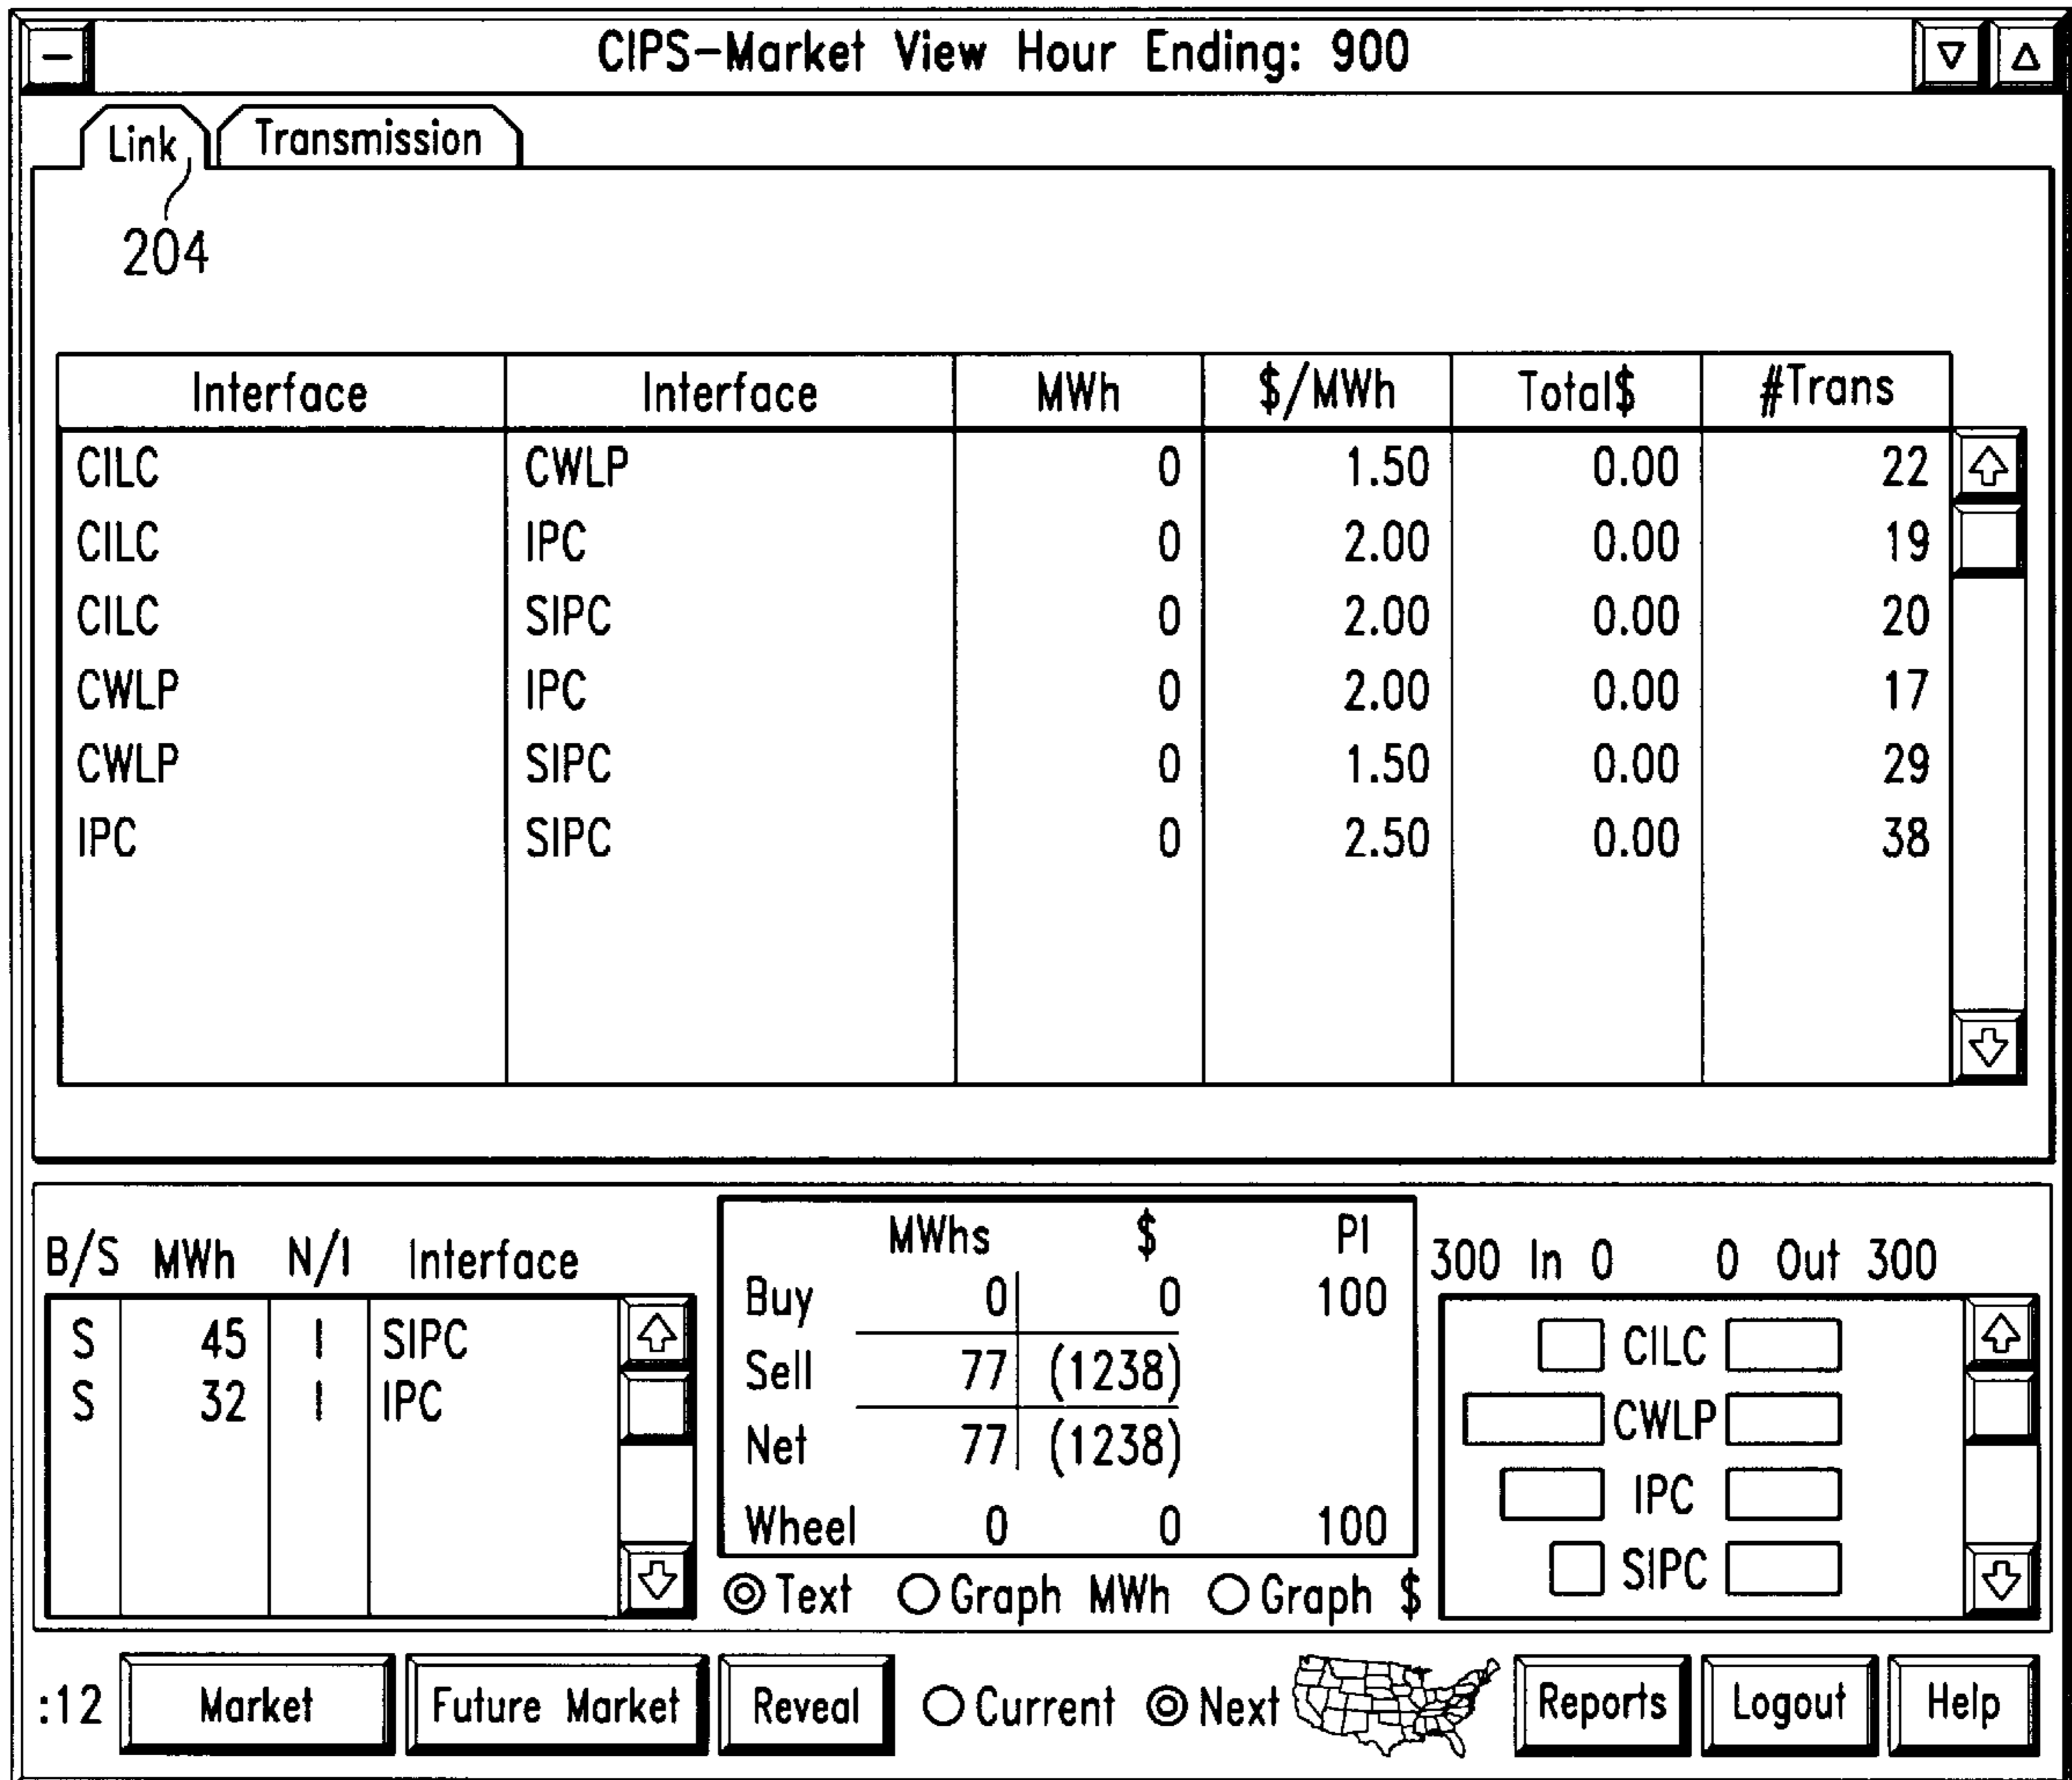 CIPS-Market View Hour Ending: 900
Link Transmission
204
Interface Interface MWh $/MWh Total$ #Trans
CILC CWLP 0 1.50 0.00 22
CILC IPC 0 2.00 0.00 19
CILC SIPC 0 2.00 0.00 20
CWLP IPC 0 2.00 0.00 17
CWLP SIPC 0 1.50 0.00 29
IPC SIPC 0 2.50 0.00 38
B/S MWh N/I Interface
S 45 I SIPC
S 32 I IPC
MWhs $ PI
Buy 0 0 100
Sell 77 (1238)
Net 77 (1238)
Wheel 0 0 100
Text Graph MWh Graph $
300 In 0 0 Out 300
CILC
CWLP
IPC
SIPC
:12 Market Future Market Reveal Current Next Reports Logout Help